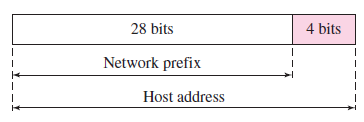 28 bits 4 bits
Network prefix
Host address